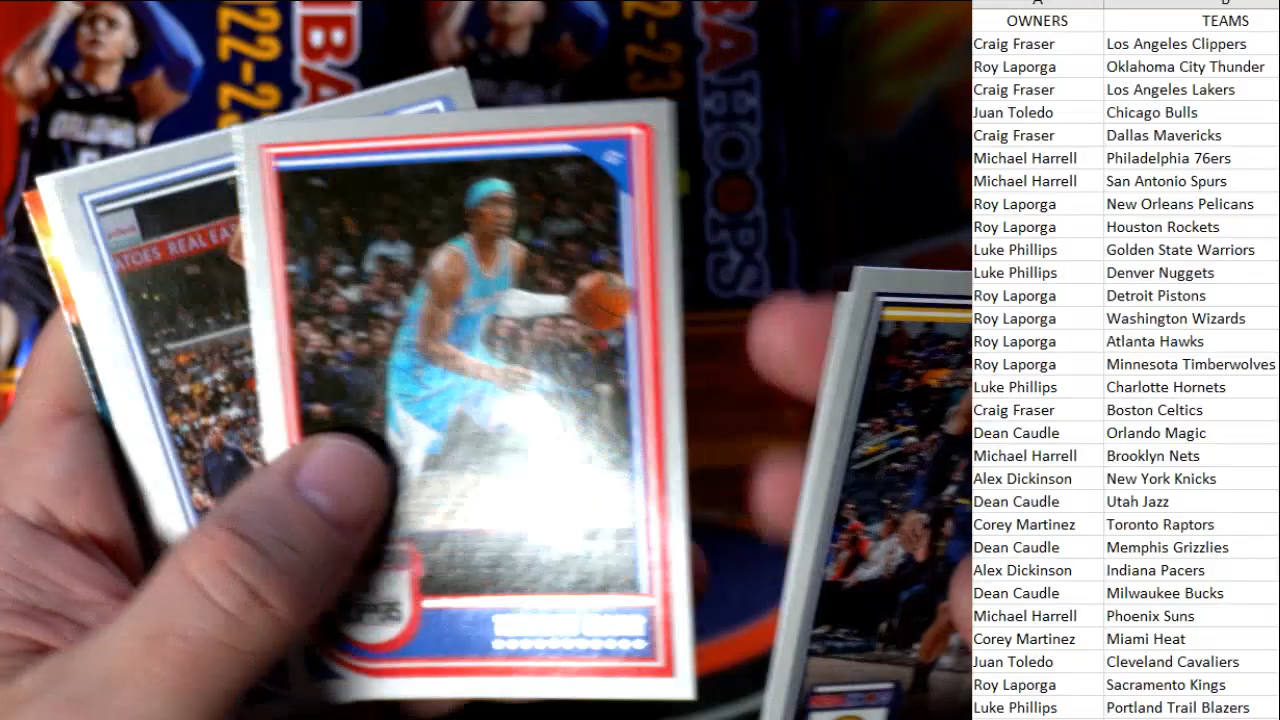 OWNERS TEAMS
Craig Fraser Los Angeles Clippers
Roy Laporga Oklahoma City Thunder
Craig Fraser Los Angeles Lakers
Juan Toledo Chicago Bulls
Craig Fraser Dallas Mavericks
Michael Harrell Philadelphia 76ers
Michael Harrell San Antonio Spurs
Roy Laporga New Orleans Pelicans
Roy Laporga Houston Rockets
Luke Phillips Golden State Warriors
Luke Phillips Denver Nuggets
Roy Laporga Detroit Pistons
Roy Laporga Washington Wizards
Roy Laporga Atlanta Hawks
Roy Laporga Minnesota Timberwolves
Luke Phillips Charlotte Hornets
Craig Fraser Boston Celtics
Dean Caudle Orlando Magic
Michael Harrell Brooklyn Nets
Alex Dickinson New York Knicks
Dean Caudle Utah Jazz
Corey Martinez Toronto Raptors
Dean Caudle Memphis Grizzlies
Alex Dickinson Indiana Pacers
Dean Caudle Milwaukee Bucks
Michael Harrell Phoenix Suns
Corey Martinez Miami Heat
Juan Toledo Cleveland Cavaliers
Roy Laporga Sacramento Kings
Luke Phillips Portland Trail Blazers
22-23
HOOPS
REAL